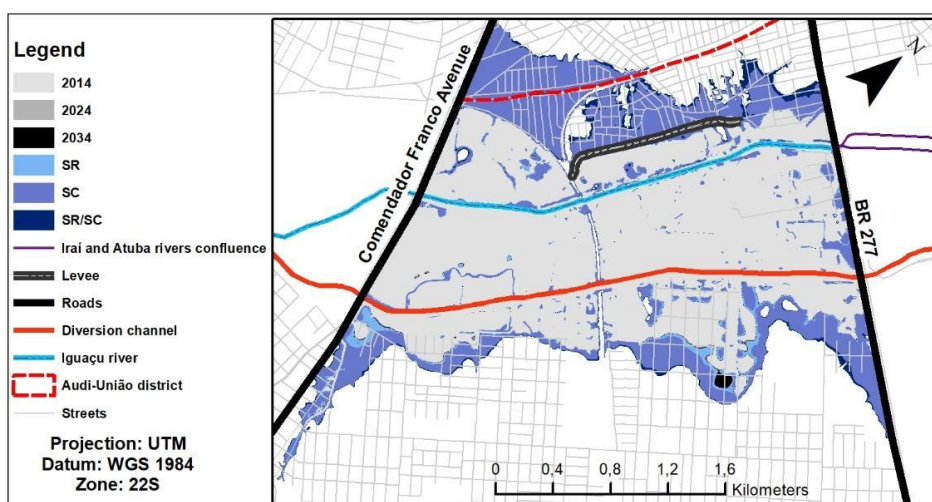 Legend
2014
2024
2034
SR
SC
SR/SC
Iraí and Atuba rivers confluence
Levee
Roads
Diversion channel
Iguaçu river
Audi-União district
Streets
Projection: UTM
Datum: WGS 1984
Zone: 22S
Comendador Franco Avenue
BR 277
N
0 0,4 0,8 1,2 1,6
Kilometers